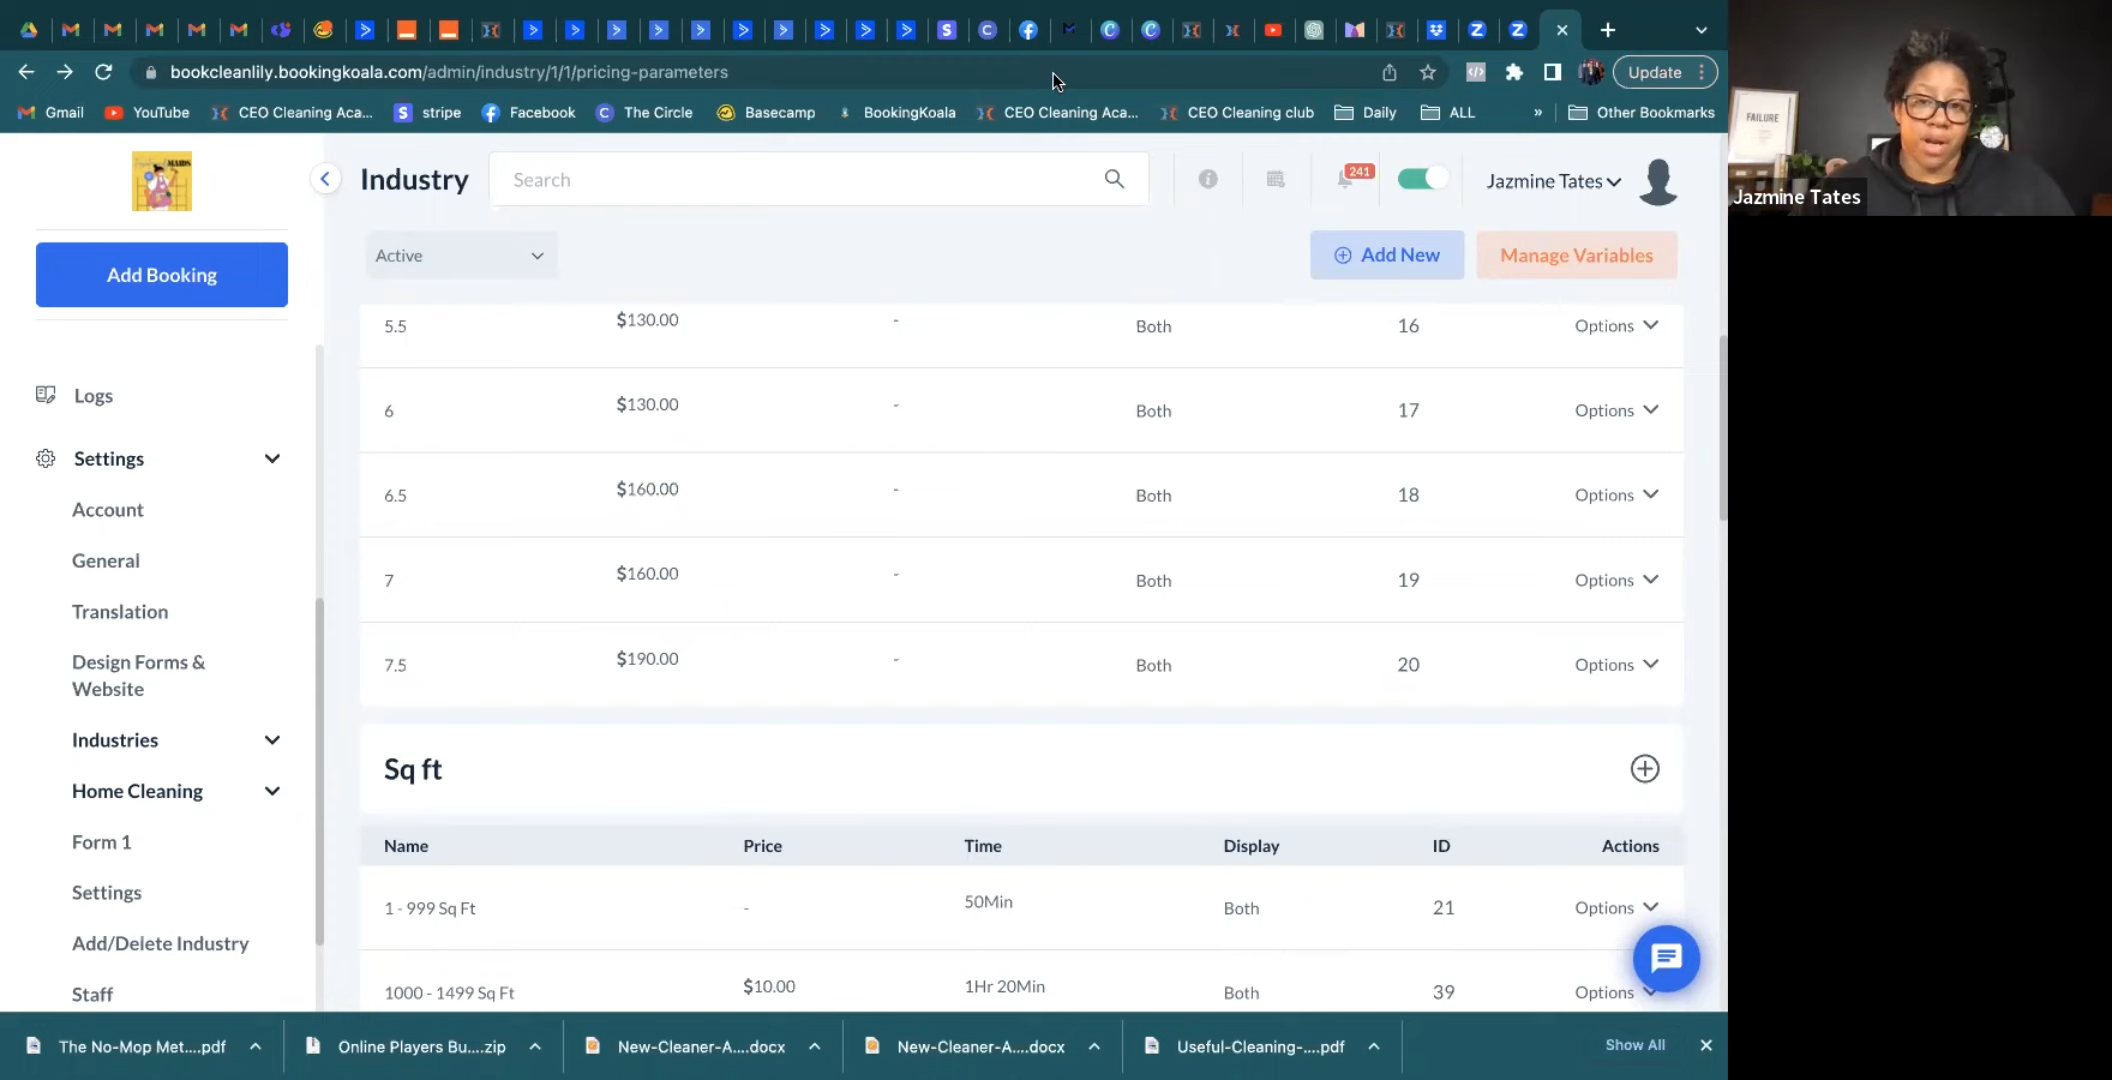 bookcleanlily.bookingkoala.com/admin/industry/1/1/pricing-parameters
Update
Gmail
YouTube
CEO Cleaning Aca...
stripe
Facebook
The Circle
Basecamp
BookingKoala
CEO Cleaning Aca...
CEO Cleaning club
Daily
ALL
»
Other Bookmarks
FAILURE
Jazmine Tates
MAIDS
Industry
Search
241
Jazmine Tates
Add Booking
Active
Add New
Manage Variables
Logs
Settings
Account
General
Translation
Design Forms &
Website
Industries
Home Cleaning
Form 1
Settings
Add/Delete Industry
Staff
5.5 $130.00 - Both 16 Options
6 $130.00 - Both 17 Options
6.5 $160.00 - Both 18 Options
7 $160.00 - Both 19 Options
7.5 $190.00 - Both 20 Options
Sq ft
Name Price Time Display ID Actions
1 - 999 Sq Ft - 50Min Both 21 Options
1000 - 1499 Sq Ft $10.00 1Hr 20Min Both 39 Options
The No-Mop Met....pdf
Online Players Bu....zip
New-Cleaner-A....docx
New-Cleaner-A....docx
Useful-Cleaning-....pdf
Show All